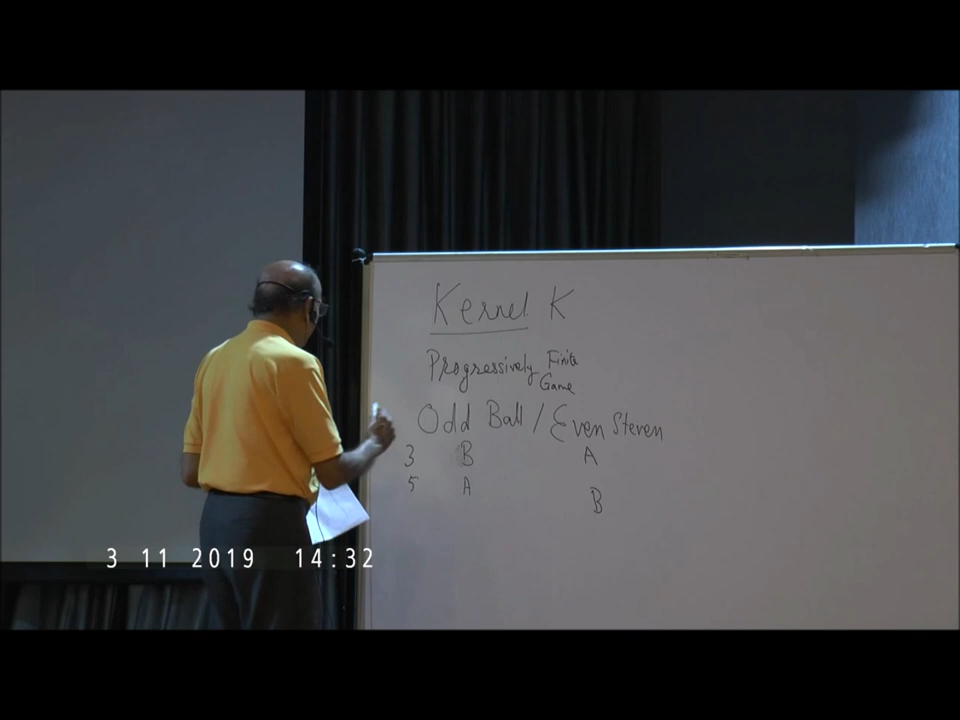 Kernel K
Progressively Finite Game
Odd Ball / Even Steven
3 B A
5 A B
3 11 2019 14:32